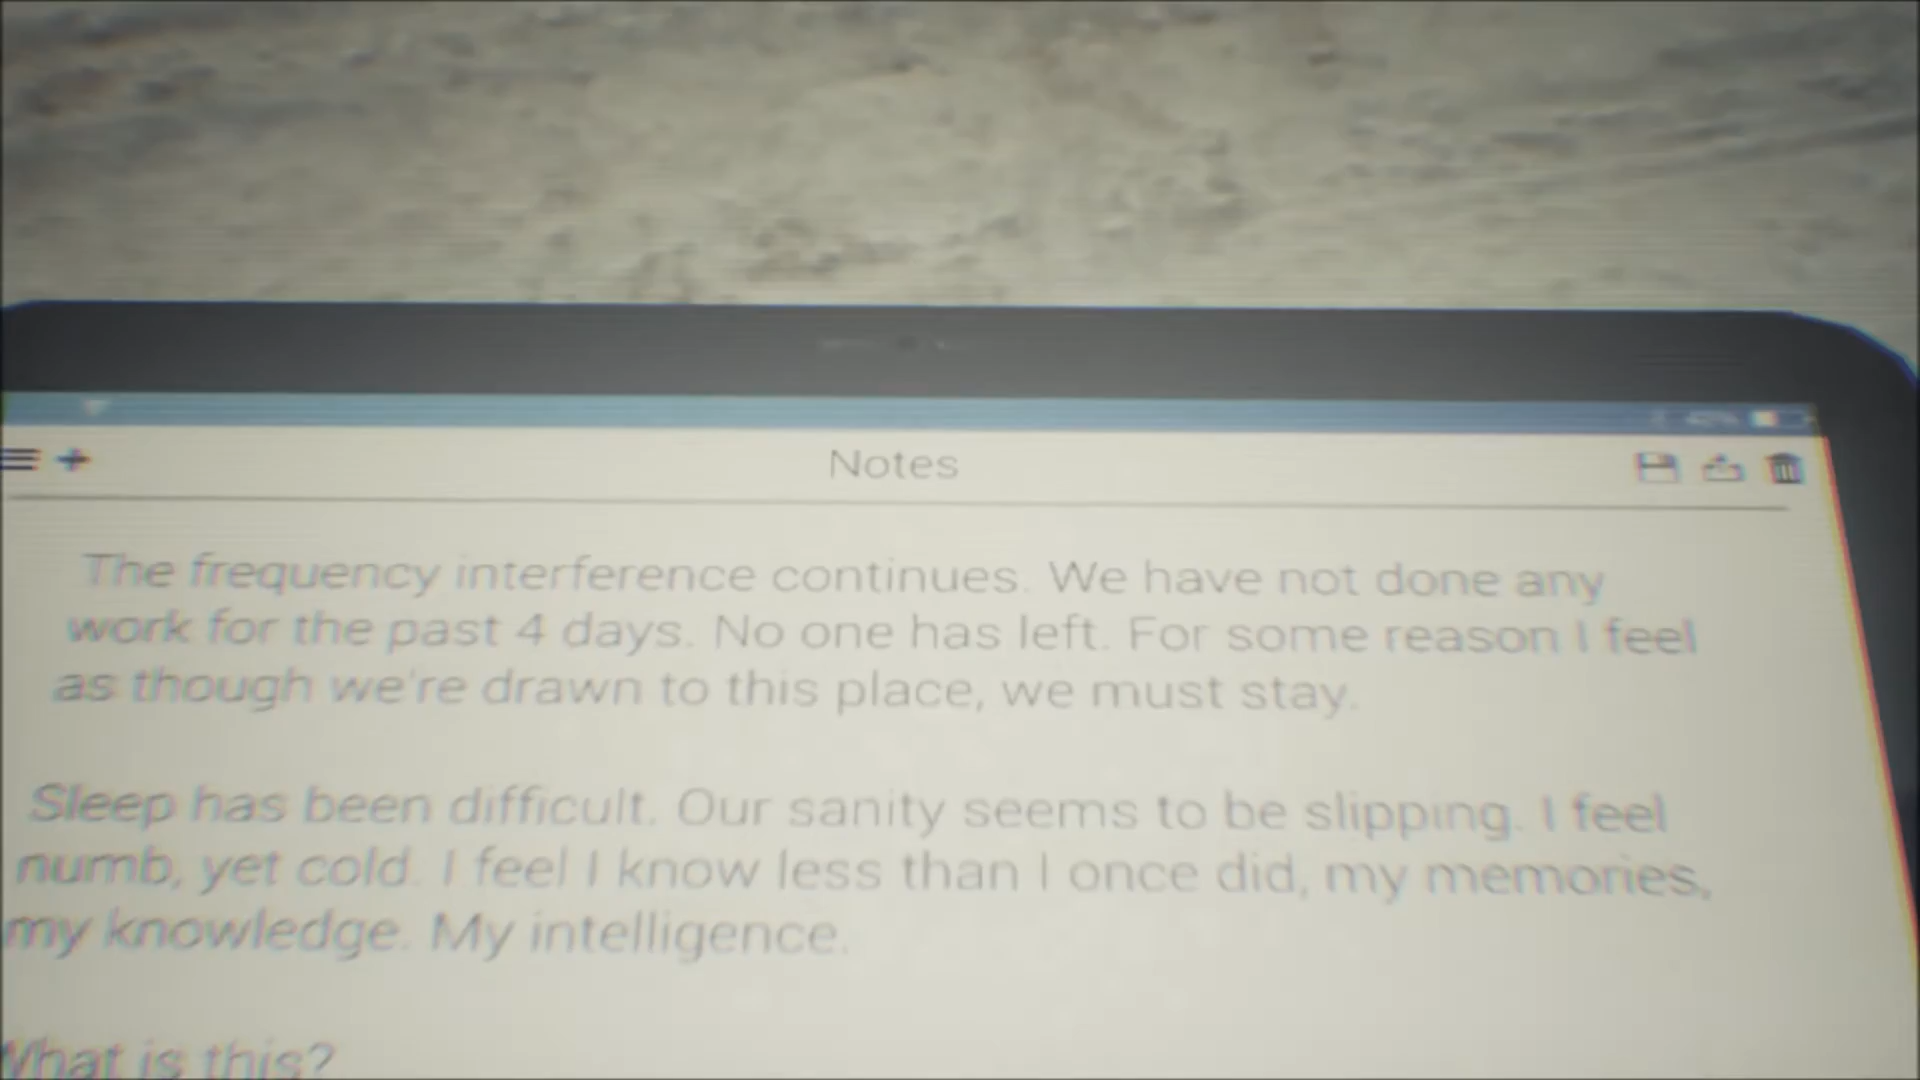 Notes
The frequency interference continues. We have not done any
work for the past 4 days. No one has left. For some reason I feel
as though we're drawn to this place, we must stay.
Sleep has been difficult. Our sanity seems to be slipping. I feel
numb, yet cold. I feel I know less than I once did, my memories,
my knowledge. My intelligence.
What is this?